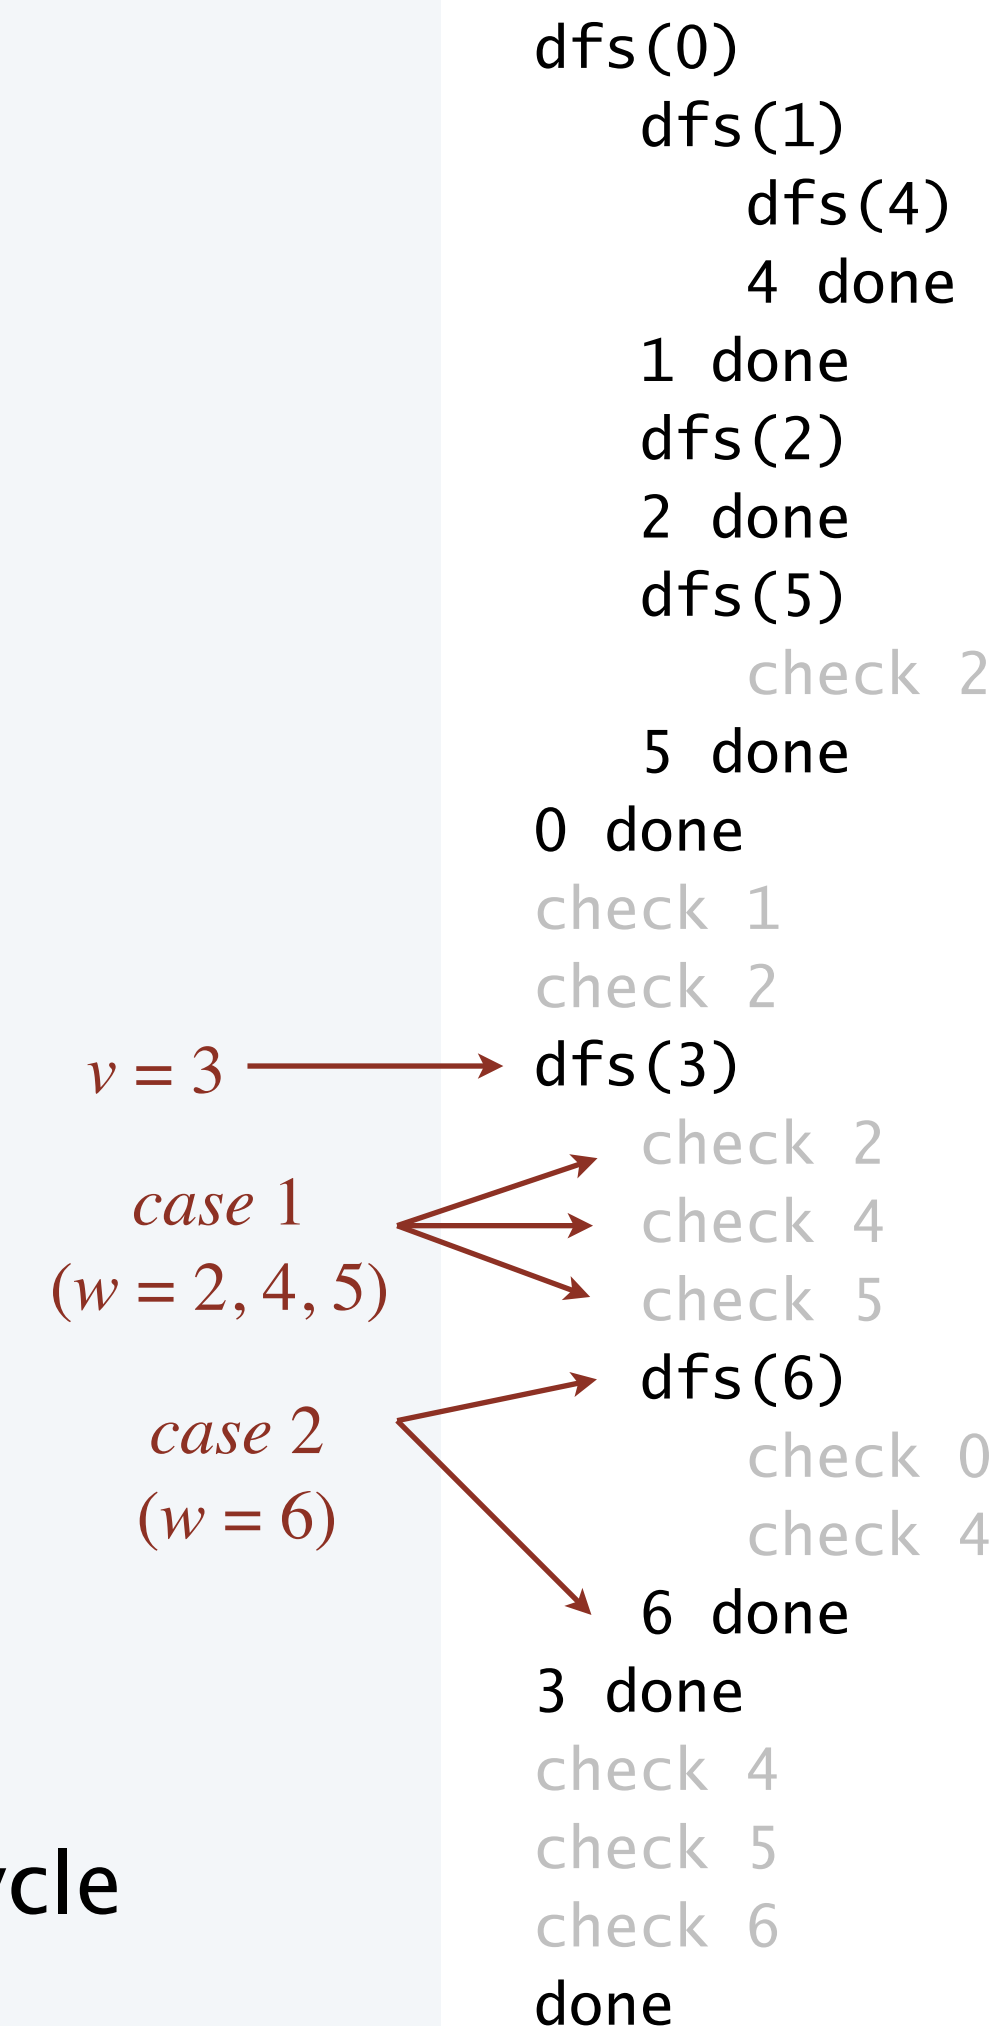 dfs(0)
dfs(1)
dfs(4)
4 done
1 done
dfs(2)
2 done
dfs(5)
check 2
5 done
0 done
check 1
check 2
v = 3
dfs(3)
check 2
case 1
check 4
(w = 2, 4, 5)
check 5
dfs(6)
case 2
check 0
(w = 6)
check 4
6 done
3 done
check 4
check 5
ycle
check 6
done